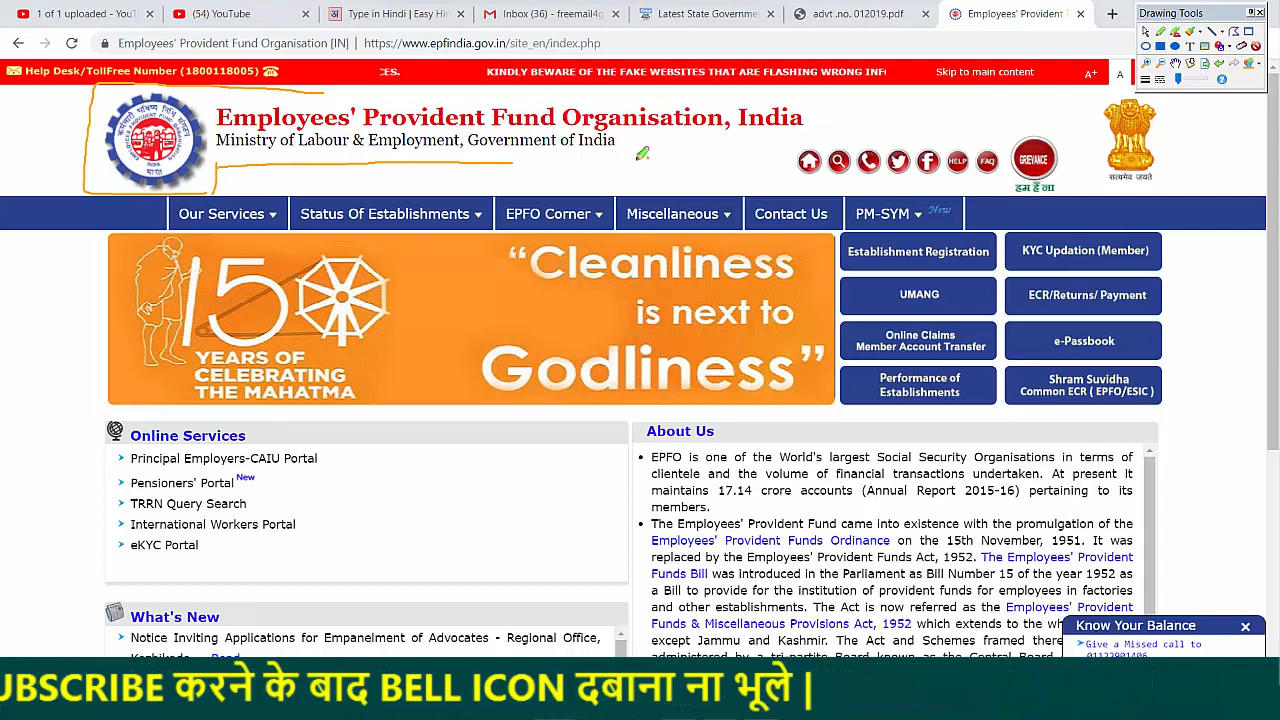 1 of 1 uploaded - YouT
(54) YouTube
Type in Hindi | Easy Hi
Inbox (36) - freemail4g
Latest State Governme
advt .no. 012019.pdf
Employees' Provident F
Drawing Tools
Employees' Provident Fund Organisation [IN] | https://www.epfindia.gov.in/site_en/index.php
Help Desk/TollFree Number (1800118005)
CES.
KINDLY BEWARE OF THE FAKE WEBSITES THAT ARE FLASHING WRONG INF
Skip to main content
A+
A
Employees' Provident Fund Organisation, India
Ministry of Labour & Employment, Government of India
HELP
FAQ
GRIEVANCE
हम हैं ना
सत्यमेव जयते
Our Services
Status Of Establishments
EPFO Corner
Miscellaneous
Contact Us
PM-SYM
New
150
YEARS OF
CELEBRATING
THE MAHATMA
“Cleanliness
is next to
Godliness”
Establishment Registration
KYC Updation (Member)
UMANG
ECR/Returns/ Payment
Online Claims
Member Account Transfer
e-Passbook
Performance of
Establishments
Shram Suvidha
Common ECR ( EPFO/ESIC )
Online Services
Principal Employers-CAIU Portal
Pensioners' Portal New
TRRN Query Search
International Workers Portal
eKYC Portal
What's New
Notice Inviting Applications for Empanelment of Advocates - Regional Office,
About Us
EPFO is one of the World's largest Social Security Organisations in terms of
clientele and the volume of financial transactions undertaken. At present it
maintains 17.14 crore accounts (Annual Report 2015-16) pertaining to its
members.
The Employees' Provident Fund came into existence with the promulgation of the
Employees' Provident Funds Ordinance on the 15th November, 1951. It was
replaced by the Employees' Provident Funds Act, 1952. The Employees' Provident
Funds Bill was introduced in the Parliament as Bill Number 15 of the year 1952 as
a Bill to provide for the institution of provident funds for employees in factories
and other establishments. The Act is now referred as the Employees' Provident
Funds & Miscellaneous Provisions Act, 1952 which extends to the wh
except Jammu and Kashmir. The Act and Schemes framed there
administered by a tri-partite Board known as the Central Board
Know Your Balance
Give a Missed call to
01122901406
UBSCRIBE करने के बाद BELL ICON दबाना ना भूले |